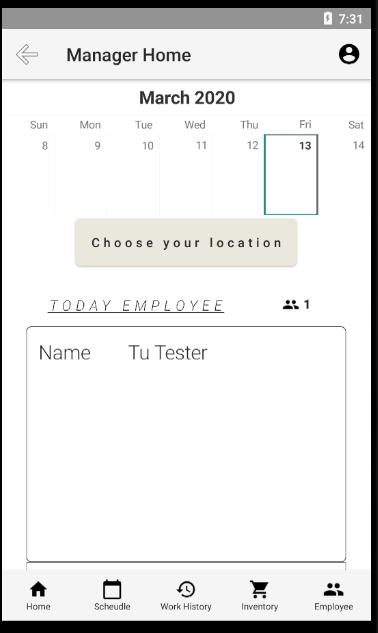 7:31
Manager Home
March 2020
Sun Mon Tue Wed Thu Fri Sat
8 9 10 11 12 13 14
Choose your location
TODAY EMPLOYEE 1
Name Tu Tester
Home Scheudle Work History Inventory Employee